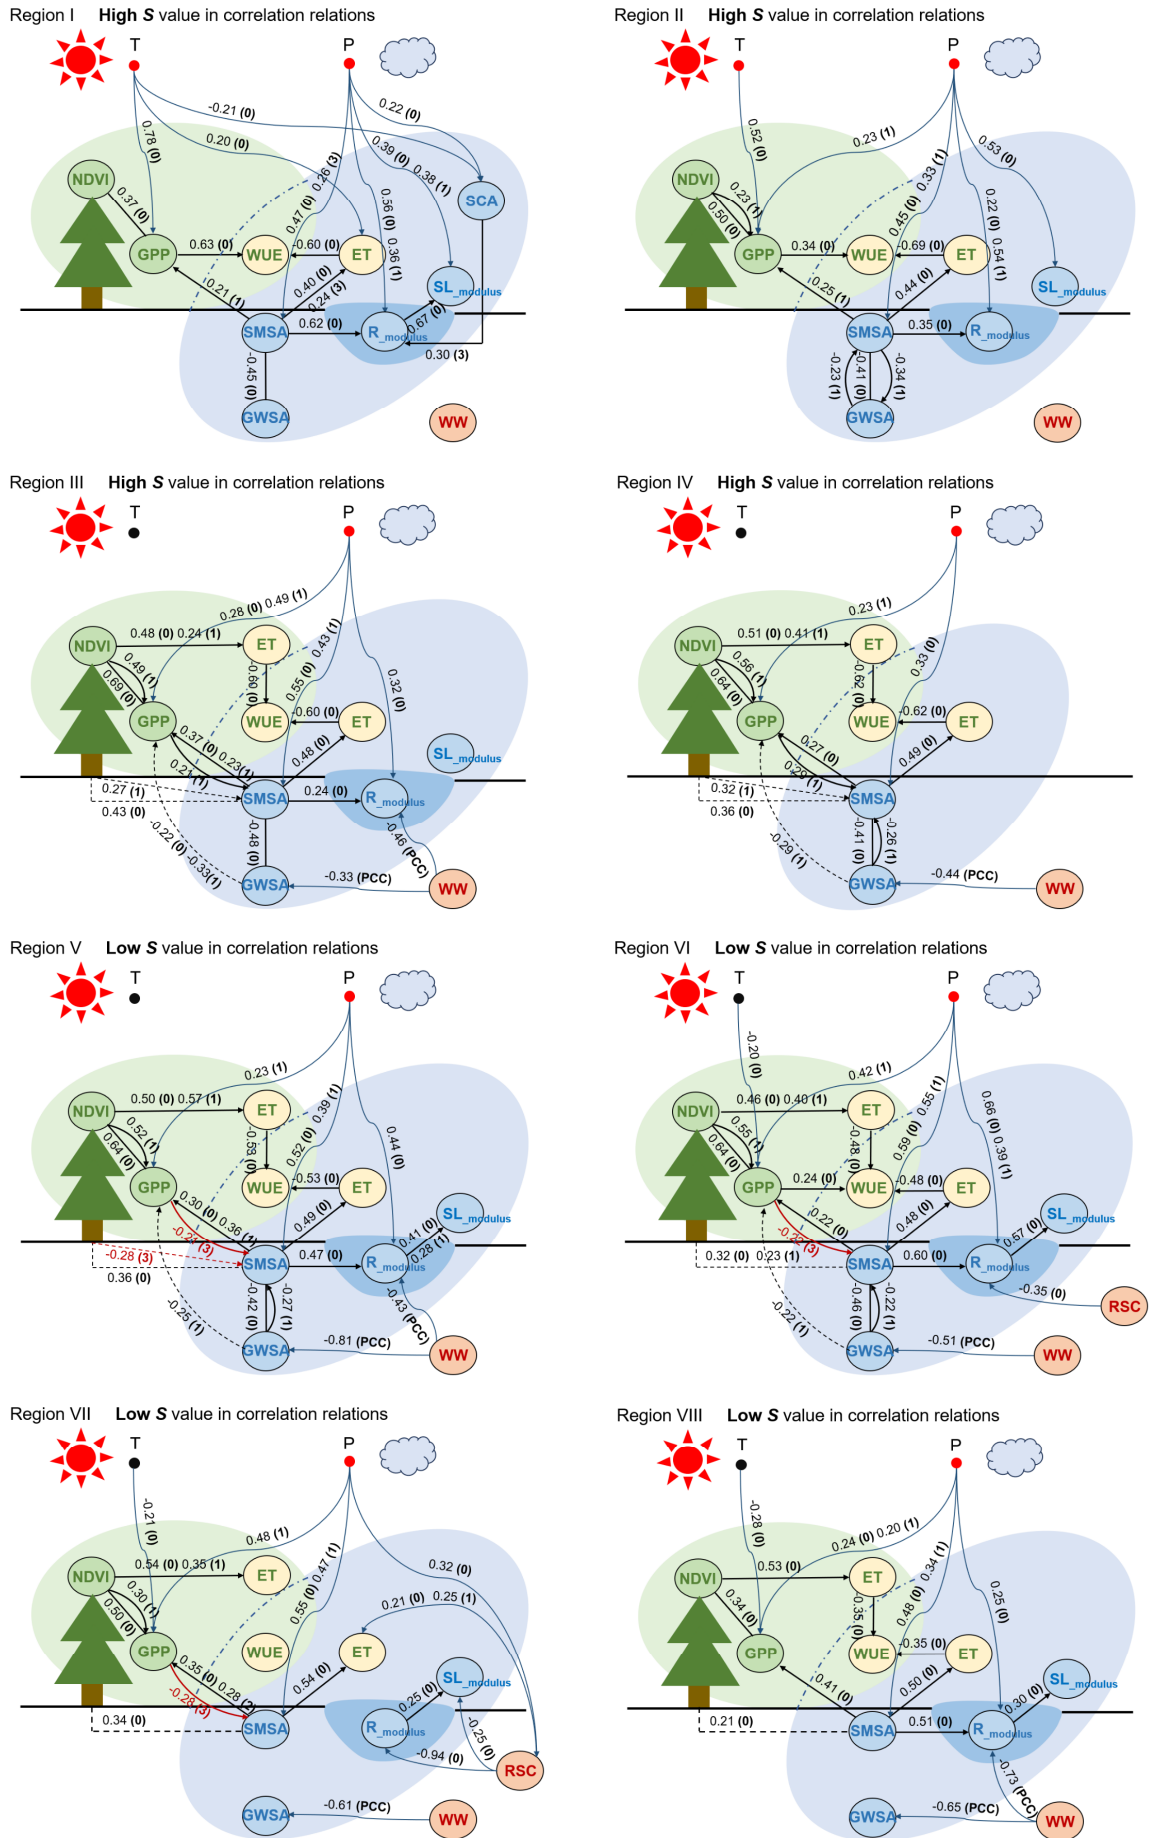 Region I High S value in correlation relations
T
P
-0.21 (0)
0.22 (0)
0.78 (0)
0.20 (0)
0.39 (0)
0.38 (1)
0.26 (3)
0.47 (0)
0.56 (0)
0.36 (1)
NDVI
0.37 (0)
SCA
GPP
0.63 (0)
WUE
-0.60 (0)
ET
0.21 (1)
0.40 (0)
0.24 (3)
SL_modulus
0.67 (0)
SMSA
0.62 (0)
R_modulus
0.30 (3)
-0.45 (0)
GWSA
WW
Region II High S value in correlation relations
T
P
0.52 (0)
0.23 (1)
0.33 (1)
0.53 (0)
0.45 (0)
0.22 (0)
0.54 (1)
NDVI
0.23 (1)
0.50 (0)
GPP
0.34 (0)
WUE
-0.69 (0)
ET
0.25 (1)
0.44 (0)
SL_modulus
SMSA
0.35 (0)
R_modulus
-0.23 (1)
-0.41 (0)
-0.34 (1)
GWSA
WW
Region III High S value in correlation relations
T
P
0.28 (0) 0.49 (1)
0.43 (1)
0.55 (0)
0.32 (0)
NDVI
0.48 (0) 0.24 (1)
ET
0.49 (1)
0.69 (0)
-0.60 (0)
GPP
WUE
-0.60 (0)
ET
0.37 (0) 0.23 (1)
0.21 (1)
0.48 (0)
SL_modulus
0.27 (1)
0.43 (0)
SMSA
0.24 (0)
R_modulus
-0.22 (0) -0.33(1)
-0.48 (0)
-0.46 (PCC)
GWSA
-0.33 (PCC)
WW
Region IV High S value in correlation relations
T
P
0.23 (1)
0.33 (0)
NDVI
0.51 (0) 0.41 (1)
ET
0.56 (1)
0.64 (0)
-0.62 (0)
GPP
WUE
-0.62 (0)
ET
0.27 (0)
0.29 (1)
0.49 (0)
0.32 (1)
0.36 (0)
SMSA
-0.29 (1)
-0.41 (0)
-0.26 (1)
GWSA
-0.44 (PCC)
WW
Region V Low S value in correlation relations
T
P
0.23 (1)
0.39 (1)
0.52 (0)
0.44 (0)
NDVI
0.50 (0) 0.57 (1)
ET
0.52 (1)
0.64 (0)
-0.53 (0)
GPP
WUE
-0.53 (0)
ET
0.30 (0) 0.36 (1)
-0.21 (3)
0.49 (0)
SL_modulus
0.41 (0)
0.28 (1)
-0.28 (3)
0.36 (0)
SMSA
0.47 (0)
R_modulus
-0.25 (1)
-0.42 (0)
-0.27 (1)
-0.43 (PCC)
GWSA
-0.81 (PCC)
WW
Region VI Low S value in correlation relations
T
P
-0.20 (0)
0.42 (1)
0.55 (1)
0.59 (0)
0.66 (0)
0.39 (1)
NDVI
0.46 (0) 0.40 (1)
ET
0.55 (1)
0.64 (0)
-0.48 (0)
GPP
0.24 (0)
WUE
-0.48 (0)
ET
0.22 (0)
-0.22 (3)
0.48 (0)
SL_modulus
0.57 (0)
0.32 (0) 0.23 (1)
SMSA
0.60 (0)
R_modulus
-0.22 (1)
-0.46 (0)
-0.22 (1)
-0.35 (0)
RSC
GWSA
-0.51 (PCC)
WW
Region VII Low S value in correlation relations
T
P
-0.21 (0)
0.48 (1)
0.47 (1)
0.55 (0)
0.32 (0)
0.21 (0) 0.25 (1)
NDVI
0.54 (0) 0.35 (1)
ET
0.30 (1)
0.50 (0)
GPP
WUE
ET
0.35 (0) 0.28 (2)
-0.28 (3)
0.54 (0)
SL_modulus
0.25 (0)
0.34 (0)
SMSA
R_modulus
-0.25 (0)
-0.94 (0)
RSC
GWSA
-0.61 (PCC)
WW
Region VIII Low S value in correlation relations
T
P
-0.28 (0)
0.24 (0) 0.20 (1)
0.34 (1)
0.48 (0)
0.25 (0)
NDVI
0.53 (0)
ET
0.34 (0)
-0.35 (0)
GPP
WUE
-0.35 (0)
ET
0.41 (0)
0.50 (0)
SL_modulus
0.30 (0)
0.21 (0)
SMSA
0.51 (0)
R_modulus
-0.73 (PCC)
GWSA
-0.65 (PCC)
WW